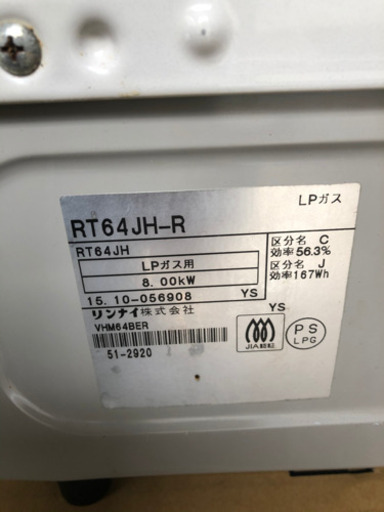 LPガス
RT64JH-R
RT64JH
LPガス用
8.00kW
区分名 C
効率56.3%
区分名 J
効率167Wh
15.10-056908 YS
リンナイ株式会社
YS
VHM64BER
51-2920
JIA認証
PS
LPG